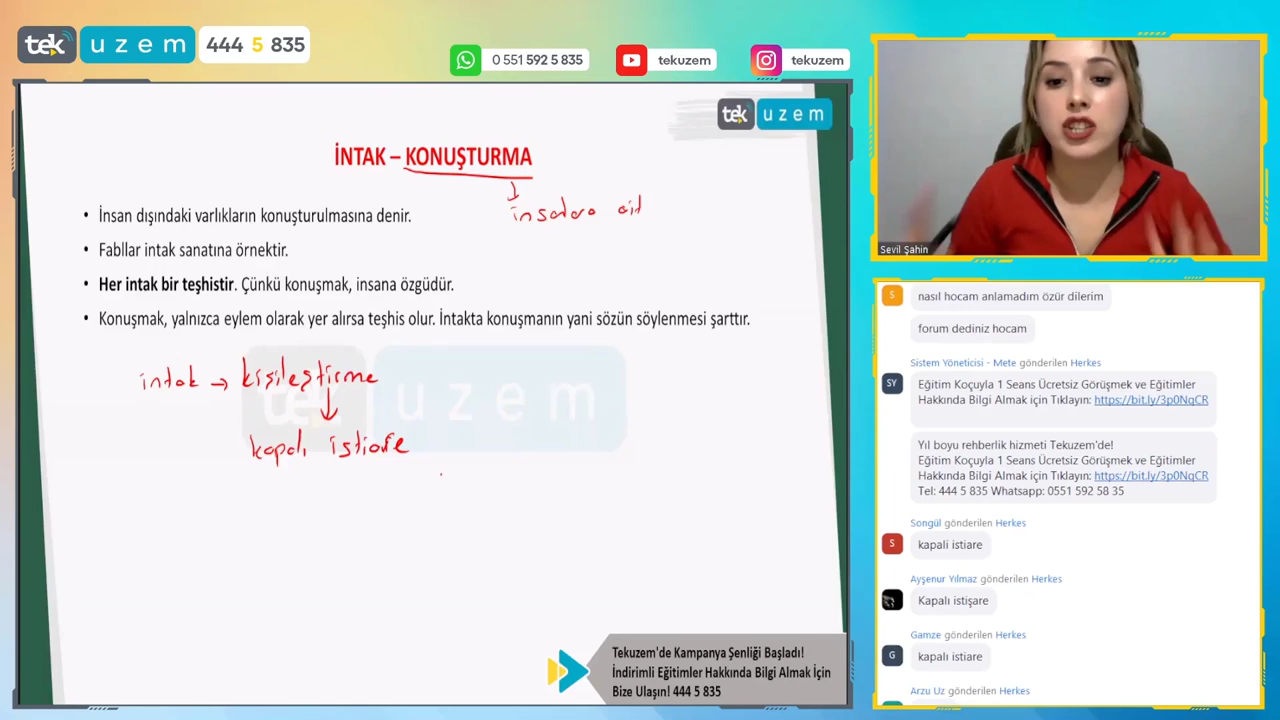 tek uzem 444 5 835
0 551 592 5 835
tekuzem
tekuzem
tek uzem
İNTAK – KONUŞTURMA
insanlara ait
• İnsan dışındaki varlıkların konuşturulmasına denir.
• Fabllar intak sanatına örnektir.
• Her intak bir teşhistir. Çünkü konuşmak, insana özgüdür.
• Konuşmak, yalnızca eylem olarak yer alırsa teşhis olur. İntakta konuşmanın yani sözün söylenmesi şarttır.
intak → kişileştirme
kapalı istiare
tek uzem
Tekuzem'de Kampanya Şenliği Başladı!
İndirimli Eğitimler Hakkında Bilgi Almak İçin
Bize Ulaşın! 444 5 835
Sevil Şahin
S
nasıl hocam anlamadım özür dilerim
forum dediniz hocam
Sistem Yöneticisi - Mete gönderilen Herkes
SY
Eğitim Koçuyla 1 Seans Ücretsiz Görüşmek ve Eğitimler
Hakkında Bilgi Almak için Tıklayın: https://bit.ly/3p0NqCR
Yıl boyu rehberlik hizmeti Tekuzem'de!
Eğitim Koçuyla 1 Seans Ücretsiz Görüşmek ve Eğitimler
Hakkında Bilgi Almak için Tıklayın: https://bit.ly/3p0NqCR
Tel: 444 5 835 Whatsapp: 0551 592 58 35
Songül gönderilen Herkes
S
kapali istiare
Ayşenur Yılmaz gönderilen Herkes
Kapalı istişare
Gamze gönderilen Herkes
G
kapalı istiare
Arzu Uz gönderilen Herkes